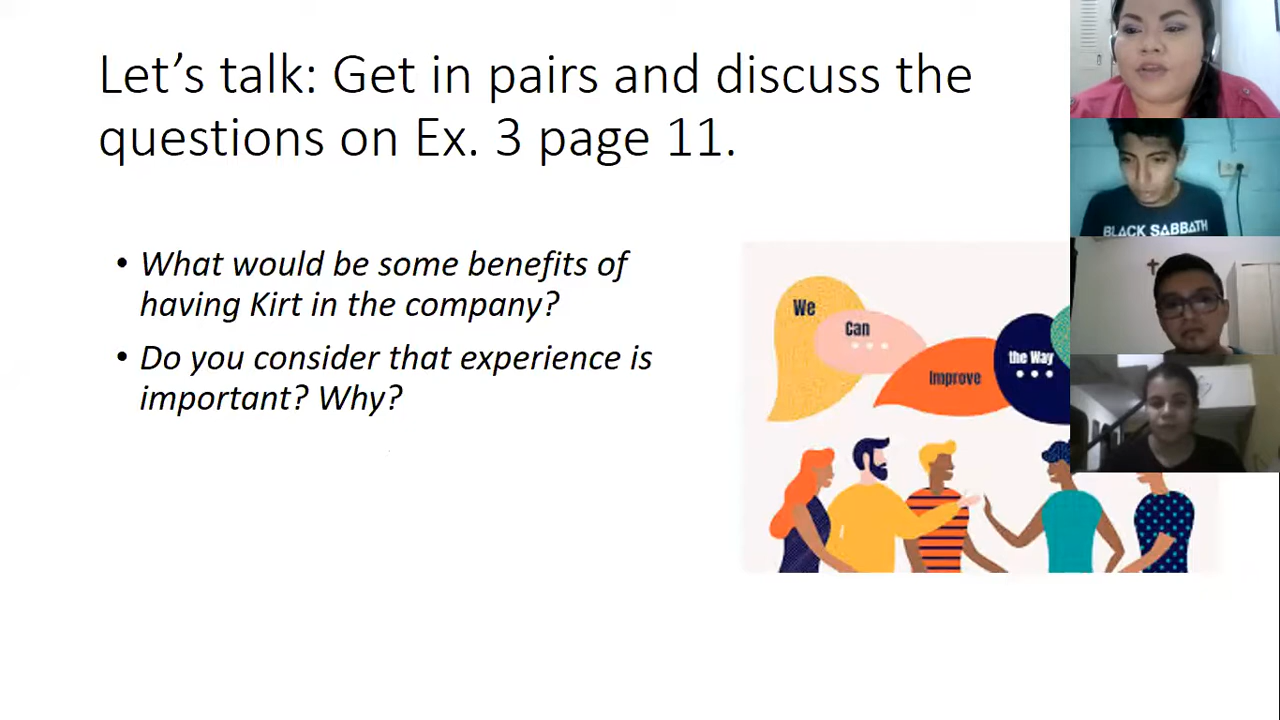 Let’s talk: Get in pairs and discuss the
questions on Ex. 3 page 11.
• What would be some benefits of
having Kirt in the company?
• Do you consider that experience is
important? Why?
We
Can
Improve
the Way
BLACK SABBATH